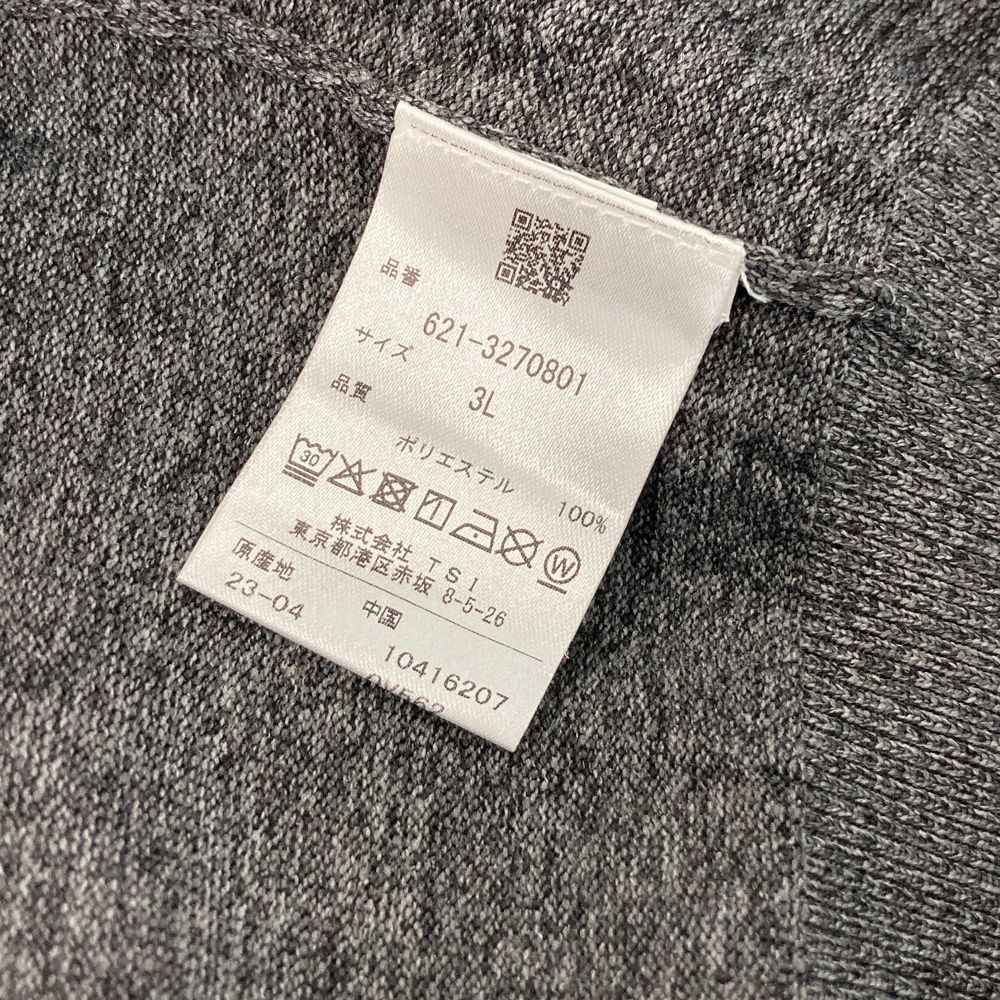 品番
621-3270801
サイズ
3L
品質
ポリエステル 100%
30
W
株式会社 TSI
東京都港区赤坂 8-5-26
原産地 中国
23-04 10416207